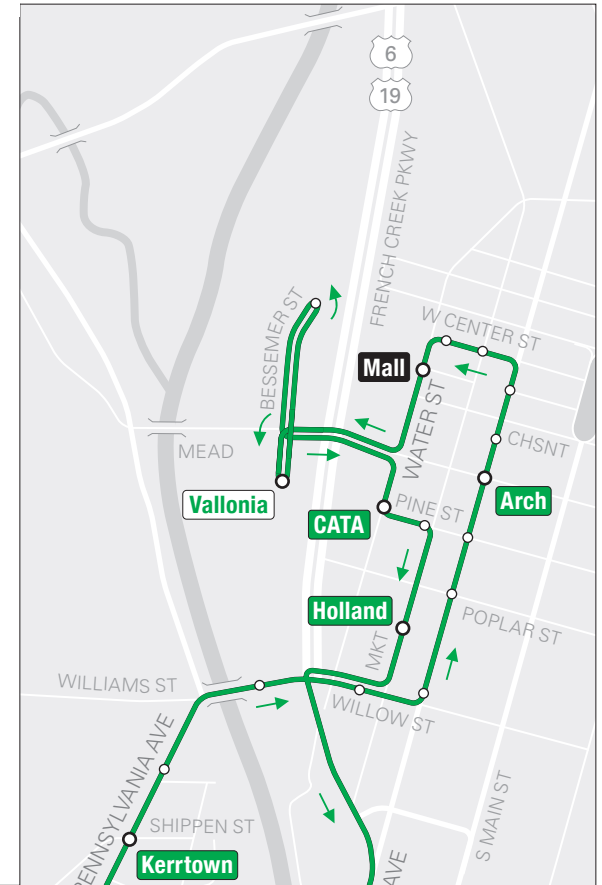 6
19
FRENCH CREEK PKWY
BESSEMER ST
W CENTER ST
Mall
WATER ST
CHSNT
MEAD
Vallonia
CATA
PINE ST
Arch
Holland
MKT
POPLAR ST
WILLIAMS ST
WILLOW ST
PENNSYLVANIA AVE
SHIPPEN ST
S MAIN ST
Kerrtown
AVE